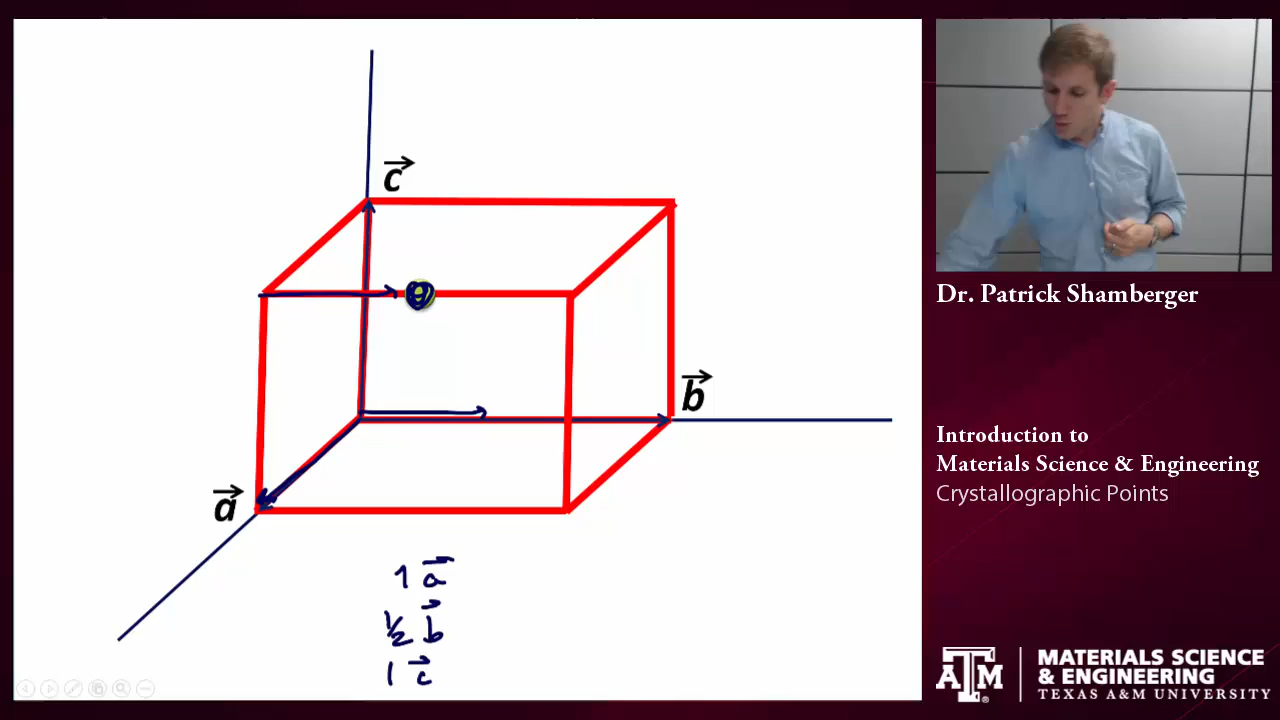 c
b
a
1 a
1/2 b
1 c
Dr. Patrick Shamberger
Introduction to
Materials Science & Engineering
Crystallographic Points
ATM
MATERIALS SCIENCE
& ENGINEERING
TEXAS A&M UNIVERSITY